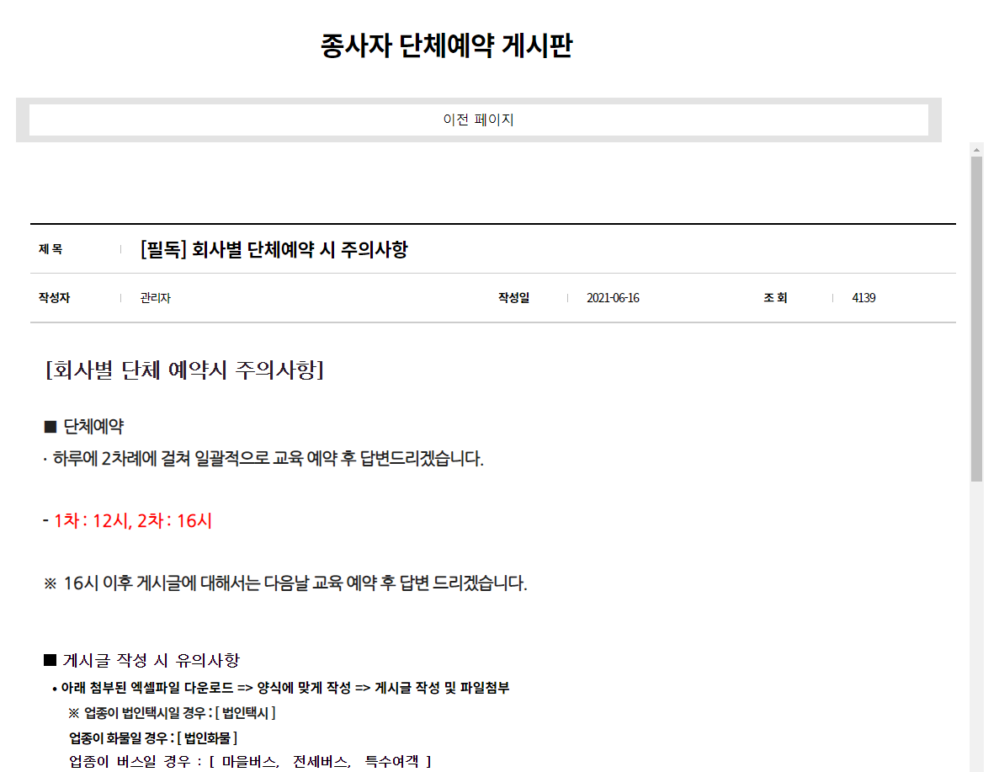 종사자 단체예약 게시판
이전 페이지
제 목 [필독] 회사별 단체예약 시 주의사항
작성자 관리자 작성일 2021-06-16 조 회 4139
[회사별 단체 예약시 주의사항]
■ 단체예약
· 하루에 2차례에 걸쳐 일괄적으로 교육 예약 후 답변드리겠습니다.
- 1차 : 12시, 2차 : 16시
※ 16시 이후 게시글에 대해서는 다음날 교육 예약 후 답변 드리겠습니다.
■ 게시글 작성 시 유의사항
• 아래 첨부된 엑셀파일 다운로드 => 양식에 맞게 작성 => 게시글 작성 및 파일첨부
※ 업종이 법인택시일 경우 : [ 법인택시 ]
업종이 화물일 경우 : [ 법인화물 ]
업종이 버스일 경우 : [ 마을버스, 전세버스, 특수여객 ]